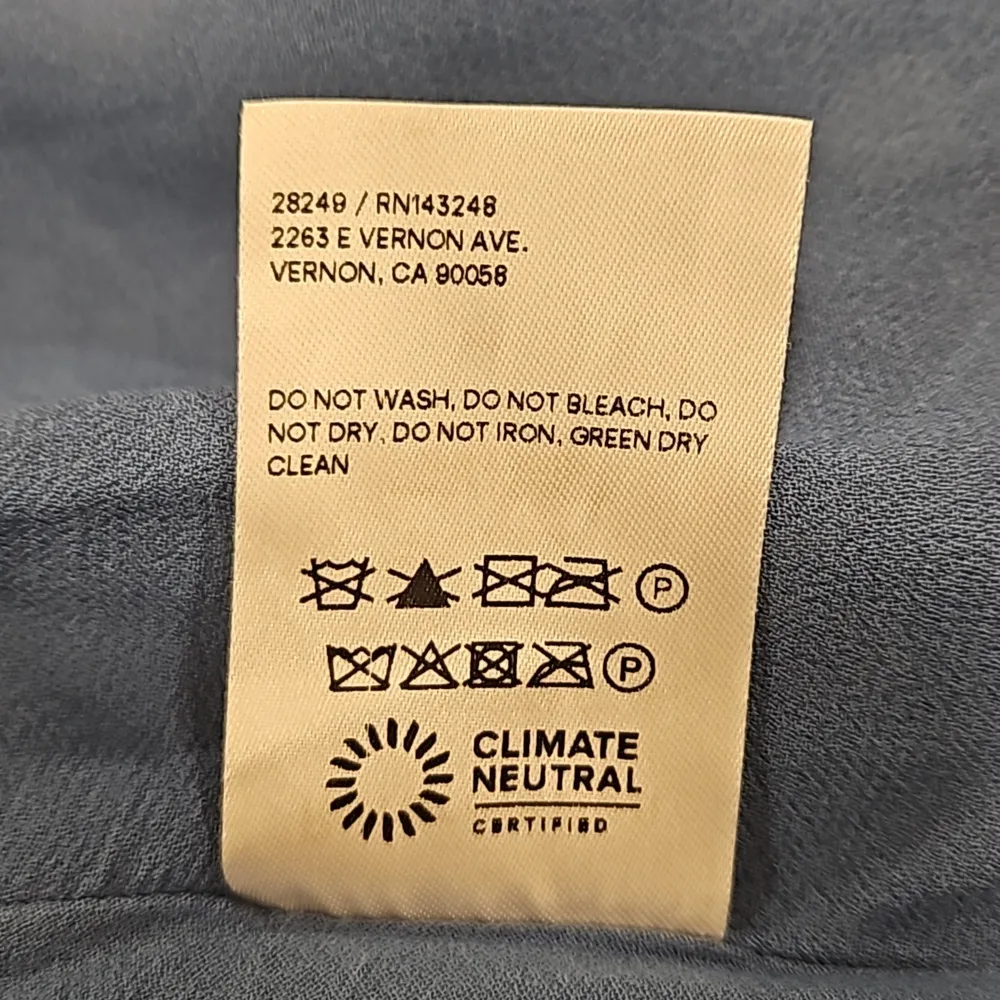 28249 / RN143248
2263 E VERNON AVE.
VERNON, CA 90058
DO NOT WASH, DO NOT BLEACH, DO
NOT DRY, DO NOT IRON, GREEN DRY
CLEAN
P
P
CLIMATE
NEUTRAL
CERTIFIED